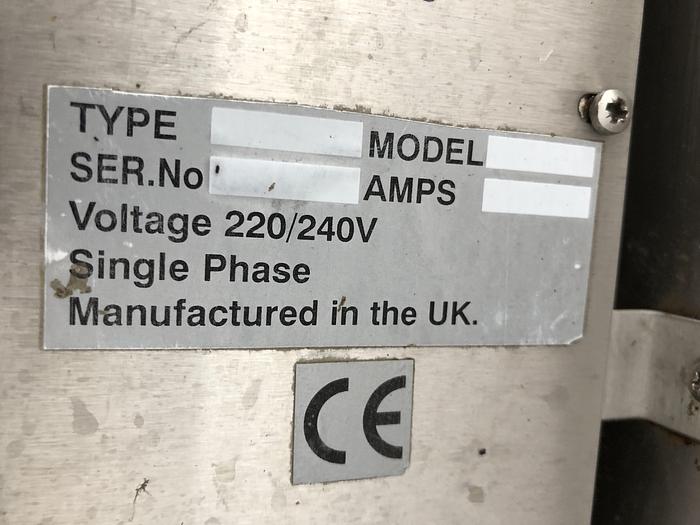 TYPE MODEL
SER.No AMPS
Voltage 220/240V
Single Phase
Manufactured in the UK.
CE